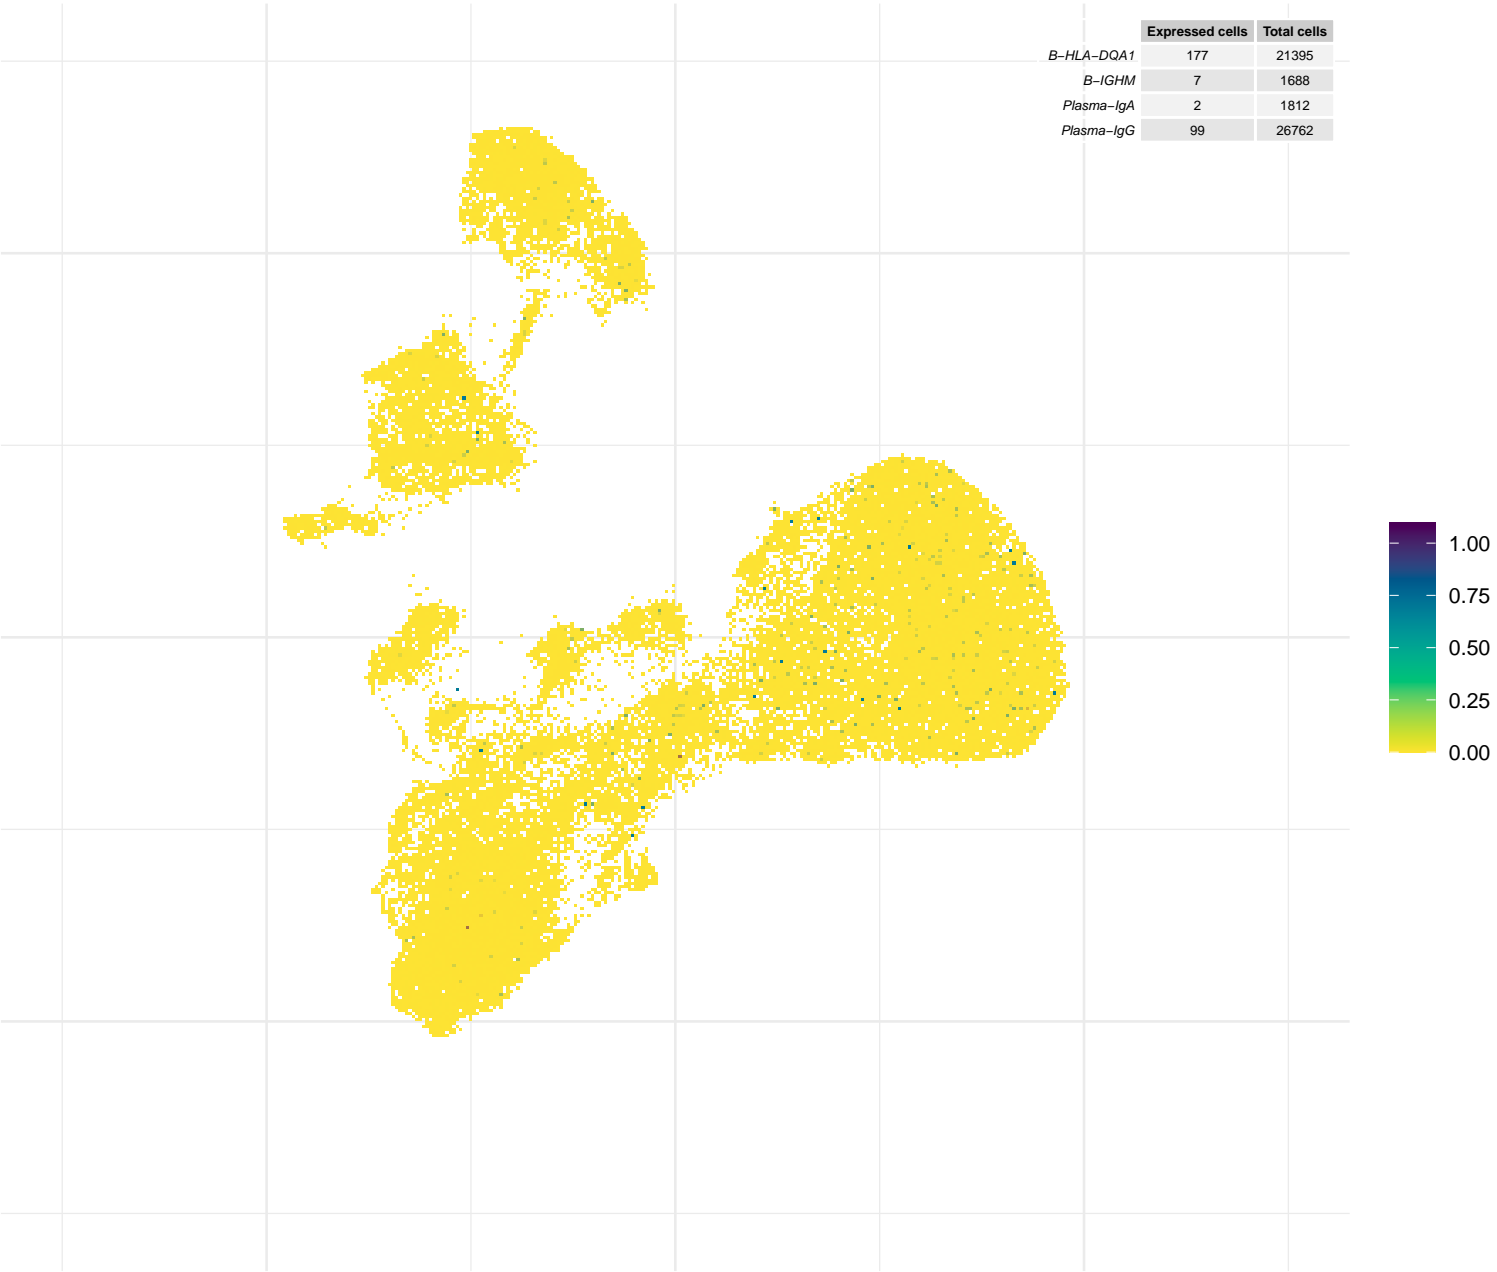 Expressed cells Total cells
B−HLA−DQA1 177 21395
B−IGHM 7 1688
Plasma−IgA 2 1812
Plasma−IgG 99 26762
1.00
0.75
0.50
0.25
0.00